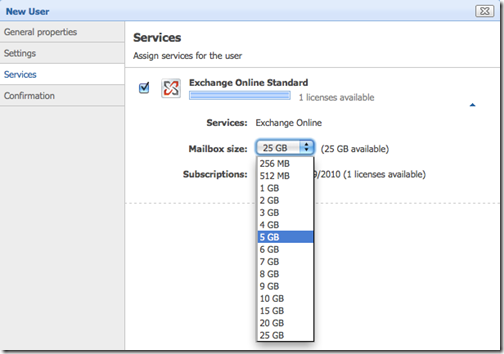 New User
General properties
Settings
Services
Confirmation
Services
Assign services for the user
Exchange Online Standard
1 licenses available
Services: Exchange Online
Mailbox size: 25 GB (25 GB available)
Subscriptions: 9/2010 (1 licenses available)
256 MB
512 MB
1 GB
2 GB
3 GB
4 GB
5 GB
6 GB
7 GB
8 GB
9 GB
10 GB
15 GB
20 GB
25 GB